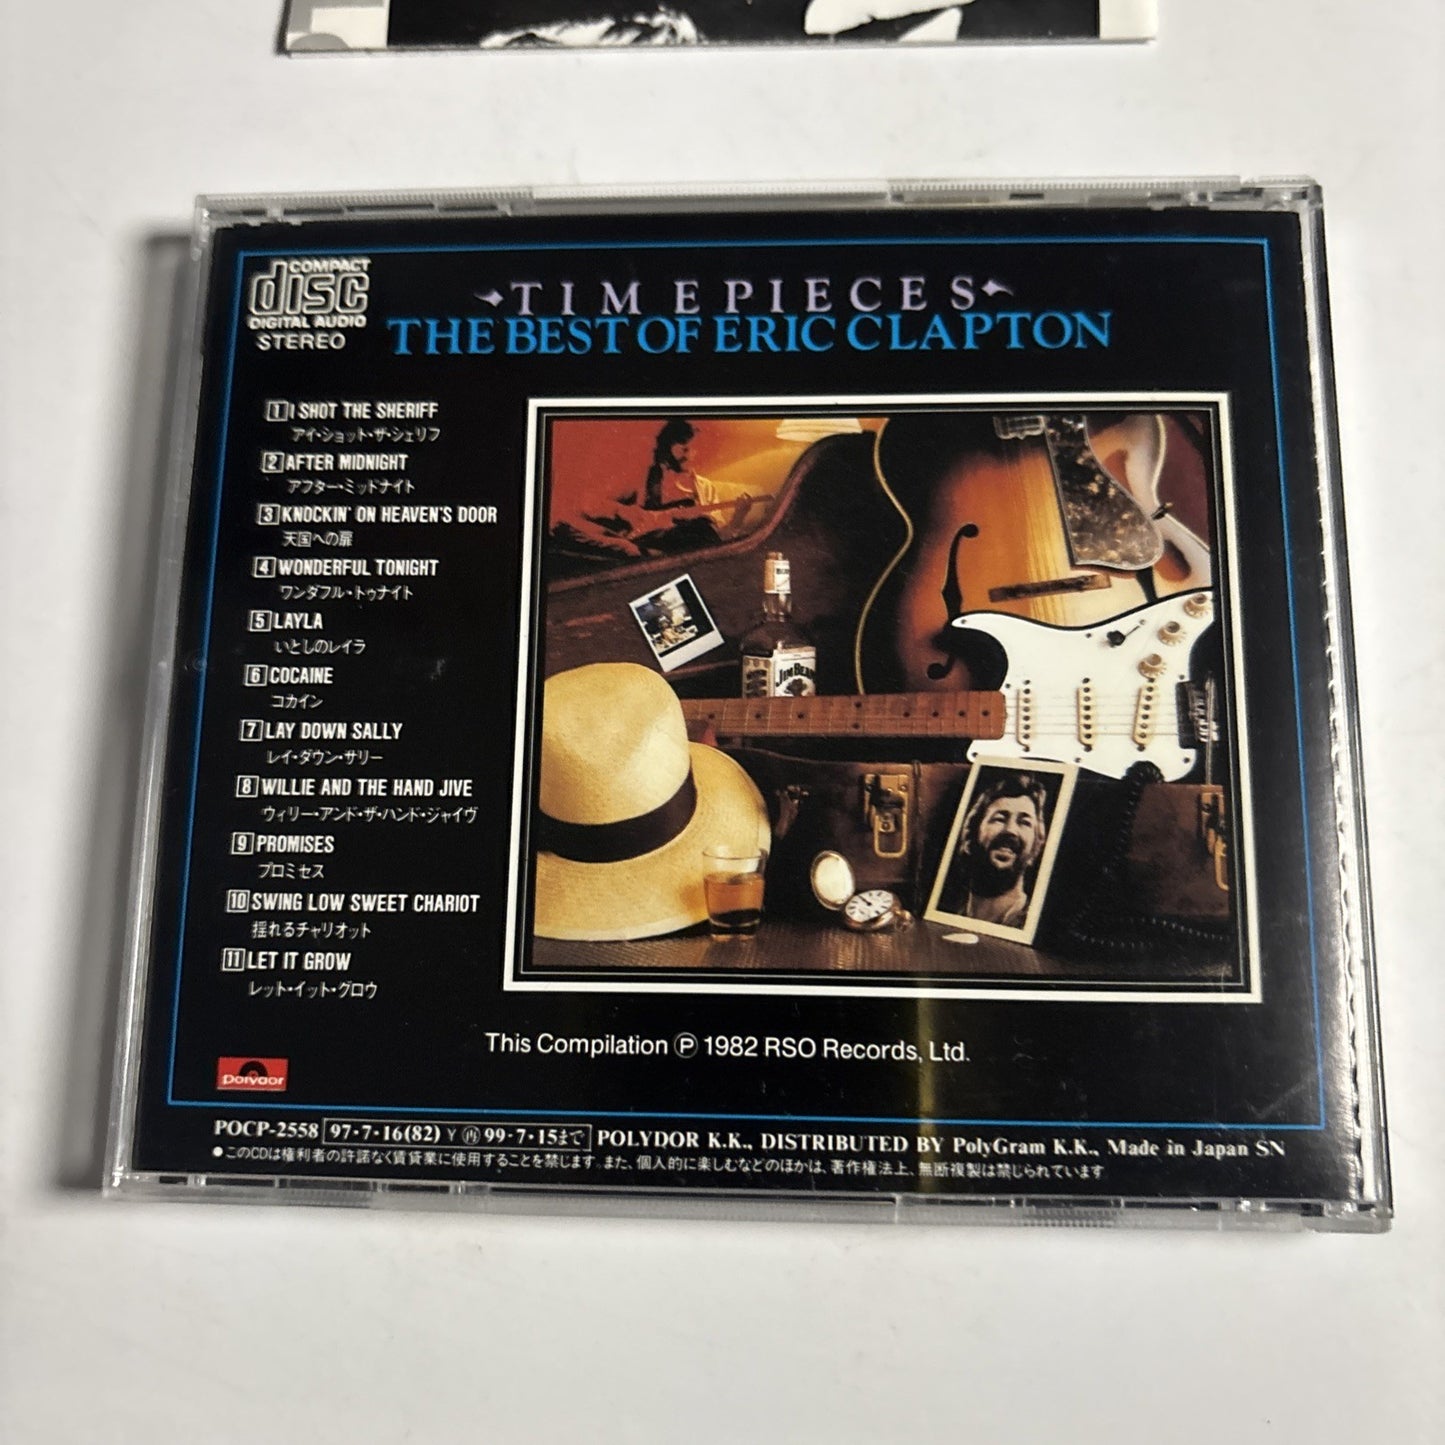 COMPACT
disc
DIGITAL AUDIO
STEREO
TIMEPIECES
THE BEST OF ERIC CLAPTON
1 I SHOT THE SHERIFF
アイ・ショット・ザ・シェリフ
2 AFTER MIDNIGHT
アフター・ミッドナイト
3 KNOCKIN' ON HEAVEN'S DOOR
天国への扉
4 WONDERFUL TONIGHT
ワンダフル・トゥナイト
5 LAYLA
いとしのレイラ
6 COCAINE
コカイン
7 LAY DOWN SALLY
レイ・ダウン・サリー
8 WILLIE AND THE HAND JIVE
ウィリー・アンド・ザ・ハンド・ジャイヴ
9 PROMISES
プロミセス
10 SWING LOW SWEET CHARIOT
揺れるチャリオット
11 LET IT GROW
レット・イット・グロウ
JIM BEAM
This Compilation Ⓟ 1982 RSO Records, Ltd.
polydor
POCP-2558 97・7・16(82) Y ㊢ 99・7・15まで POLYDOR K.K., DISTRIBUTED BY PolyGram K.K., Made in Japan SN
●このCDは権利者の許諾なく賃貸業に使用することを禁じます。また、個人的に楽しむなどのほかは、著作権法上、無断複製は禁じられています